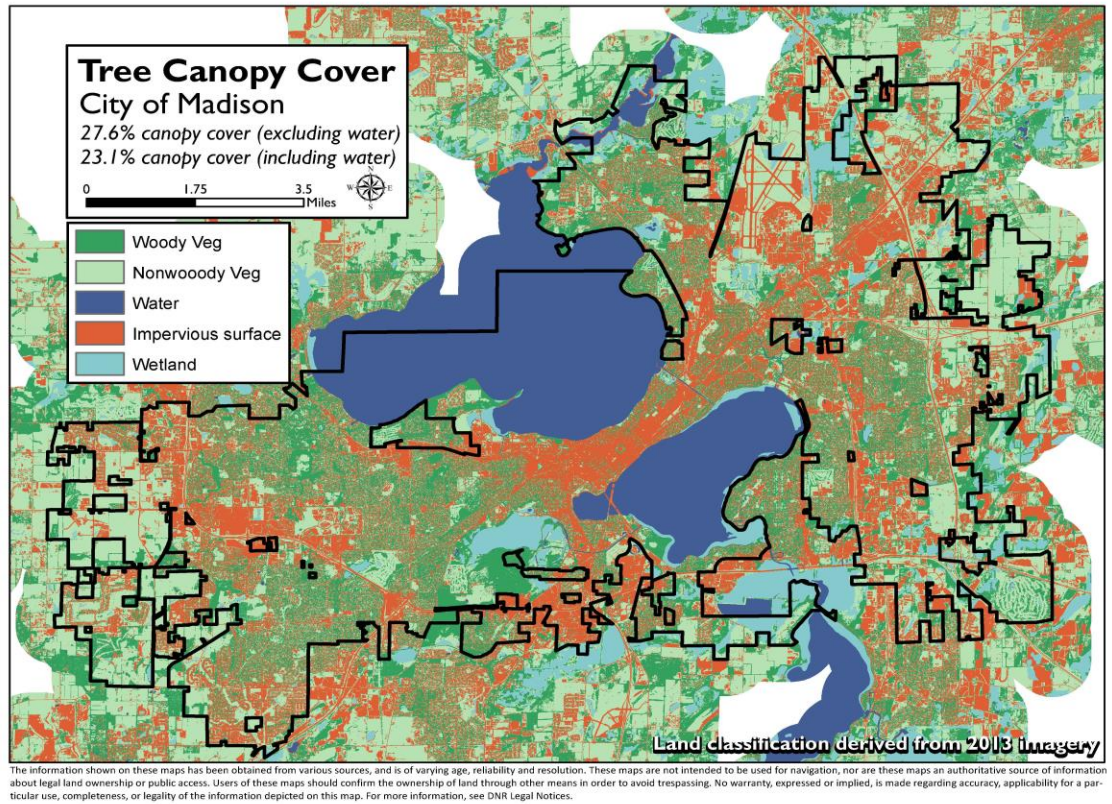 Tree Canopy Cover
City of Madison
27.6% canopy cover (excluding water)
23.1% canopy cover (including water)
N
W E
S
0 1.75 3.5
Miles
Woody Veg
Nonwooody Veg
Water
Impervious surface
Wetland
Land classification derived from 2013 imagery
The information shown on these maps has been obtained from various sources, and is of varying age, reliability and resolution. These maps are not intended to be used for navigation, nor are these maps an authoritative source of information
about legal land ownership or public access. Users of these maps should confirm the ownership of land through other means in order to avoid trespassing. No warranty, expressed or implied, is made regarding accuracy, applicability for a par-
ticular use, completeness, or legality of the information depicted on this map. For more information, see DNR Legal Notices.